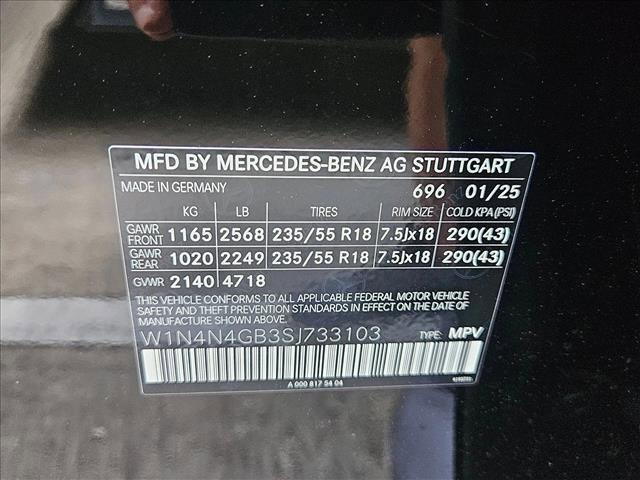 MFD BY MERCEDES-BENZ AG STUTTGART
MADE IN GERMANY 696 01/25
KG LB TIRES RIM SIZE COLD KPA(PSI)
GAWR FRONT 1165 2568 235/55 R18 7.5Jx18 290(43)
GAWR REAR 1020 2249 235/55 R18 7.5Jx18 290(43)
GVWR 2140 4718
THIS VEHICLE CONFORMS TO ALL APPLICABLE FEDERAL MOTOR VEHICLE
SAFETY AND THEFT PREVENTION STANDARDS IN EFFECT ON THE
DATE OF MANUFACTURE SHOWN ABOVE.
W1N4N4GB3SJ733103 TYPE: MPV
A 000 817 54 04